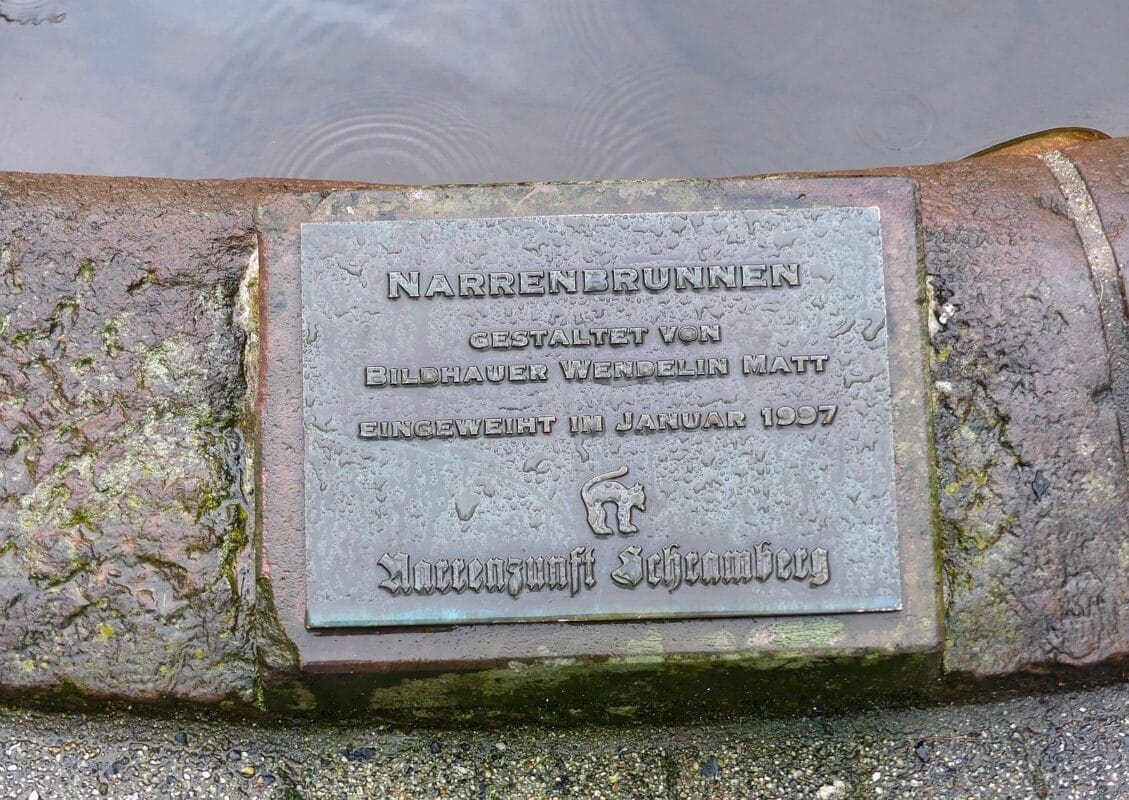 NARRENBRUNNEN
GESTALTET VON
BILDHAUER WENDELIN MATT
EINGEWEIHT IM JANUAR 1997
Narrenzunft Schramberg